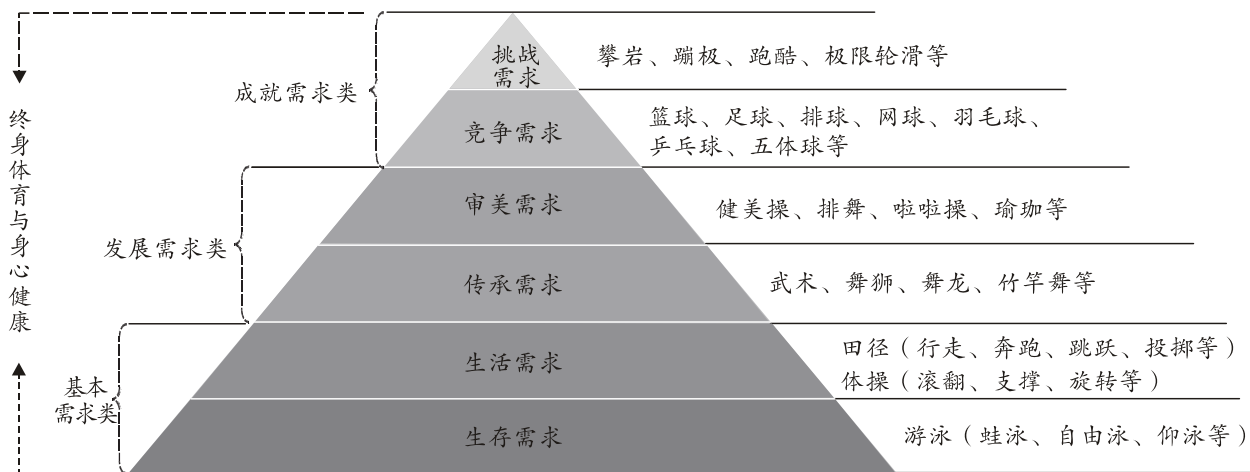 挑战
需求
攀岩、蹦极、跑酷、极限轮滑等
成就需求类
竞争需求
篮球、足球、排球、网球、羽毛球、
乒乓球、五体球等
审美需求
健美操、排舞、啦啦操、瑜珈等
发展需求类
传承需求
武术、舞狮、舞龙、竹竿舞等
终身体育与身心健康
生活需求
田径（行走、奔跑、跳跃、投掷等）
体操（滚翻、支撑、旋转等）
基本
需求类
生存需求
游泳（蛙泳、自由泳、仰泳等）